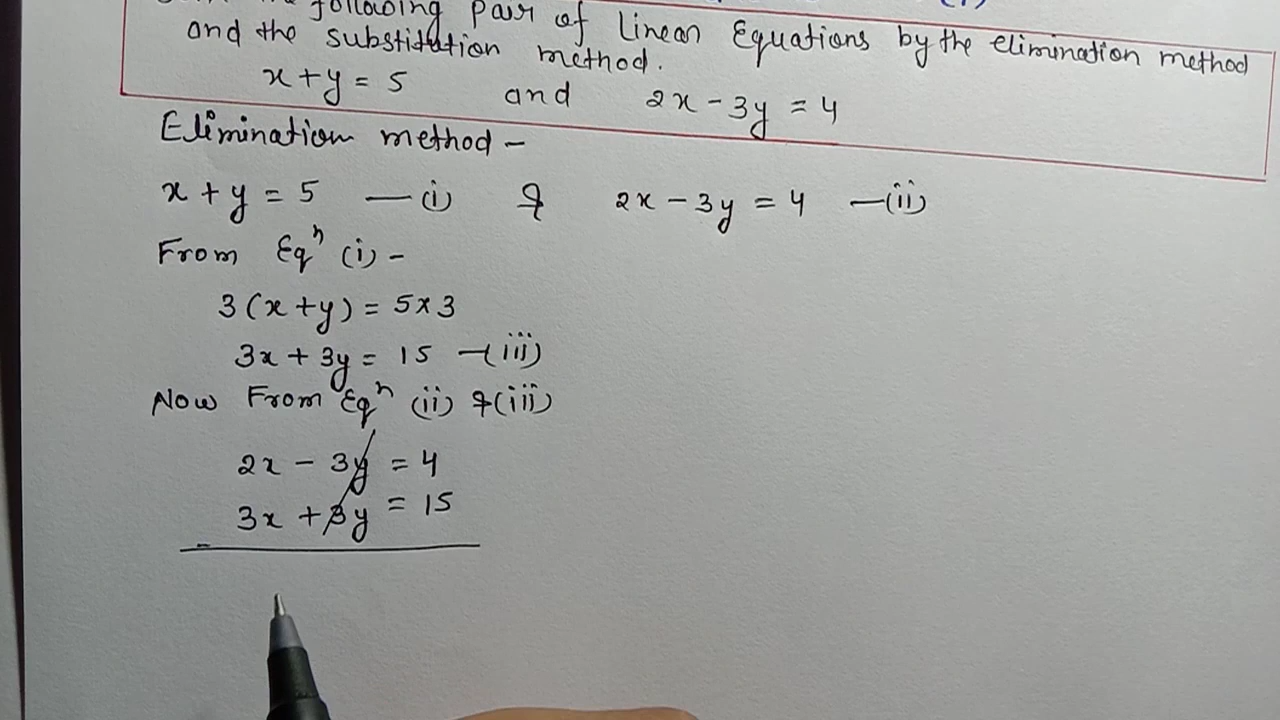 following pair of linear Equations by the elimination method
and the substitution method.
x + y = 5 and 2x - 3y = 4
Elimination method -
x + y = 5 —(i) & 2x - 3y = 4 —(ii)
From Eqⁿ (i) -
3(x + y) = 5×3
3x + 3y = 15 —(iii)
Now From Eqⁿ (ii) & (iii)
2x - 3y = 4
3x + 3y = 15